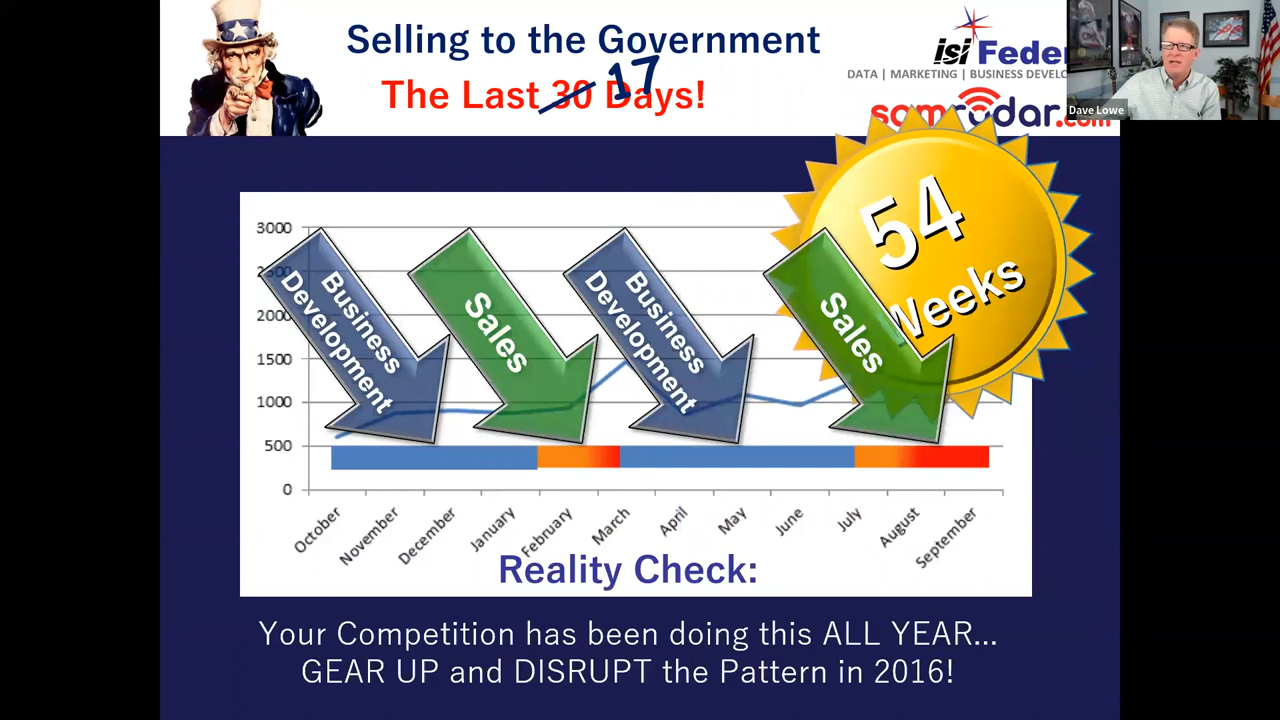 Selling to the Government
The Last 30 17 Days!
isi Feder
DATA | MARKETING | BUSINESS DEVELO
samradar.com
Dave Lowe
54
Weeks
3000
2500
2000
1500
1000
500
0
Business
Development
Sales
Business
Development
Sales
October
November
December
January
February
March
April
May
June
July
August
September
Reality Check:
Your Competition has been doing this ALL YEAR...
GEAR UP and DISRUPT the Pattern in 2016!